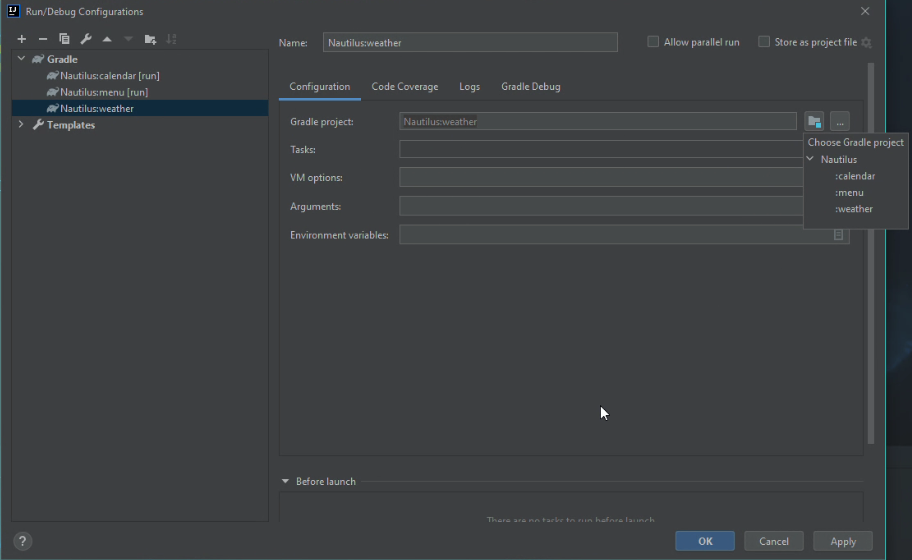 Run/Debug Configurations
Name: Nautilus:weather Allow parallel run Store as project file
Gradle
Nautilus:calendar [run]
Nautilus:menu [run]
Nautilus:weather
Templates
Configuration Code Coverage Logs Gradle Debug
Gradle project: Nautilus:weather ...
Tasks:
VM options:
Arguments:
Environment variables:
Choose Gradle project
Nautilus
:calendar
:menu
:weather
Before launch
There are no tasks to run before launch
? OK Cancel Apply